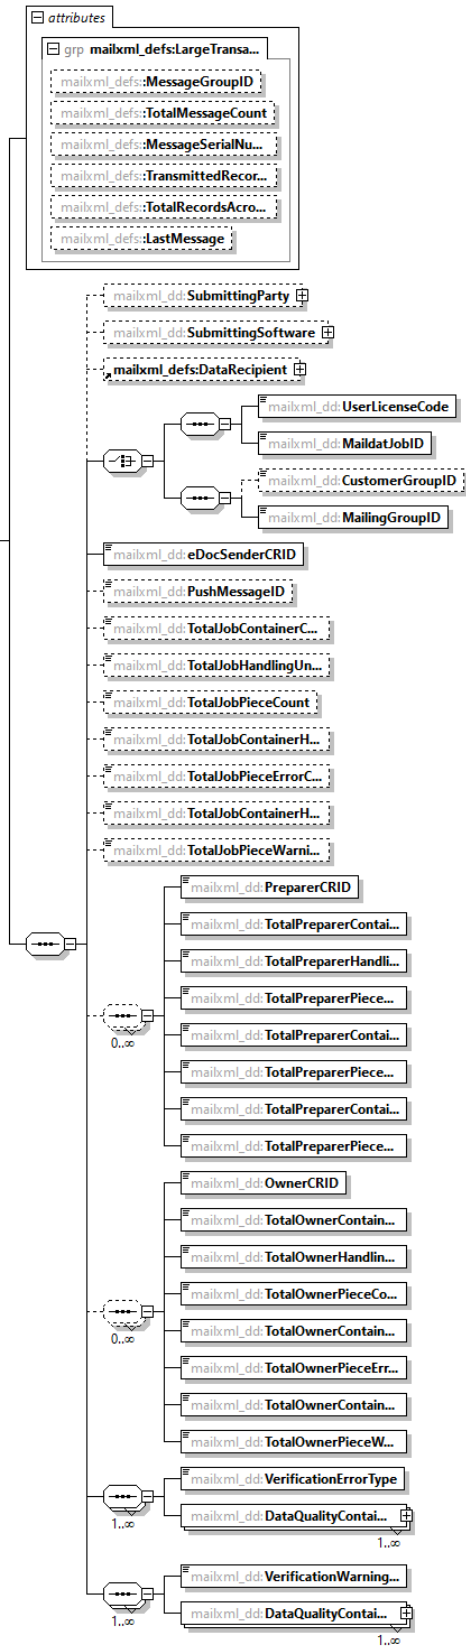 attributes
grp mailxml_defs:LargeTransa...
mailxml_defs::MessageGroupID
mailxml_defs::TotalMessageCount
mailxml_defs::MessageSerialNu...
mailxml_defs::TransmittedRecor...
mailxml_defs::TotalRecordsAcro...
mailxml_defs::LastMessage
mailxml_dd:SubmittingParty
mailxml_dd:SubmittingSoftware
mailxml_defs:DataRecipient
mailxml_dd:UserLicenseCode
mailxml_dd:MaildatJobID
mailxml_dd:CustomerGroupID
mailxml_dd:MailingGroupID
mailxml_dd:eDocSenderCRID
mailxml_dd:PushMessageID
mailxml_dd:TotalJobContainerC...
mailxml_dd:TotalJobHandlingUn...
mailxml_dd:TotalJobPieceCount
mailxml_dd:TotalJobContainerH...
mailxml_dd:TotalJobPieceErrorC...
mailxml_dd:TotalJobContainerH...
mailxml_dd:TotalJobPieceWarni...
mailxml_dd:PreparerCRID
mailxml_dd:TotalPreparerContai...
mailxml_dd:TotalPreparerHandli...
mailxml_dd:TotalPreparerPiece...
mailxml_dd:TotalPreparerContai...
0..∞
mailxml_dd:TotalPreparerPiece...
mailxml_dd:TotalPreparerContai...
mailxml_dd:TotalPreparerPiece...
mailxml_dd:OwnerCRID
mailxml_dd:TotalOwnerContain...
mailxml_dd:TotalOwnerHandlin...
mailxml_dd:TotalOwnerPieceCo...
mailxml_dd:TotalOwnerContain...
0..∞
mailxml_dd:TotalOwnerPieceErr...
mailxml_dd:TotalOwnerContain...
mailxml_dd:TotalOwnerPieceW...
mailxml_dd:VerificationErrorType
mailxml_dd:DataQualityContai...
1..∞
1..∞
mailxml_dd:VerificationWarning...
mailxml_dd:DataQualityContai...
1..∞
1..∞